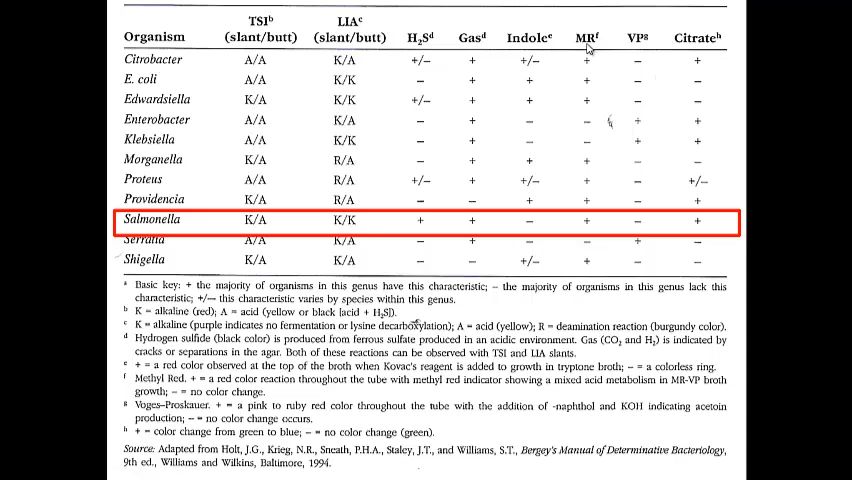 TSIᵇ LIAᶜ
Organism (slant/butt) (slant/butt) H₂Sᵈ Gasᵈ Indoleᵉ MRᶠ VPᵍ Citrateʰ
Citrobacter A/A K/A +/– + +/– + – +
E. coli A/A K/K – + + + – –
Edwardsiella K/A K/K +/– + + + – –
Enterobacter A/A K/A – + – – + +
Klebsiella A/A K/K – + – – + +
Morganella K/A R/A – + + + – –
Proteus A/A R/A +/– + +/– + – +/–
Providencia K/A R/A – – + + – +
Salmonella K/A K/K + + – + – +
Serratia A/A K/A – + – – + –
Shigella K/A K/A – – +/– + – –
ᵃ Basic key: + the majority of organisms in this genus have this characteristic; – the majority of organisms in this genus lack this
characteristic; +/— this characteristic varies by species within this genus.
ᵇ K = alkaline (red); A = acid (yellow or black [acid + H₂S]).
ᶜ K = alkaline (purple indicates no fermentation or lysine decarboxylation); A = acid (yellow); R = deamination reaction (burgundy color).
ᵈ Hydrogen sulfide (black color) is produced from ferrous sulfate produced in an acidic environment. Gas (CO₂ and H₂) is indicated by
cracks or separations in the agar. Both of these reactions can be observed with TSI and LIA slants.
ᵉ + = a red color observed at the top of the broth when Kovac's reagent is added to growth in tryptone broth; – = a colorless ring.
ᶠ Methyl Red. + = a red color reaction throughout the tube with methyl red indicator showing a mixed acid metabolism in MR-VP broth
growth; – = no color change.
ᵍ Voges-Proskauer. + = a pink to ruby red color throughout the tube with the addition of -naphthol and KOH indicating acetoin
production; – = no color change occurs.
ʰ + = color change from green to blue; – = no color change (green).
Source: Adapted from Holt, J.G., Krieg, N.R., Sneath, P.H.A., Staley, J.T., and Williams, S.T., Bergey's Manual of Determinative Bacteriology,
9th ed., Williams and Wilkins, Baltimore, 1994.